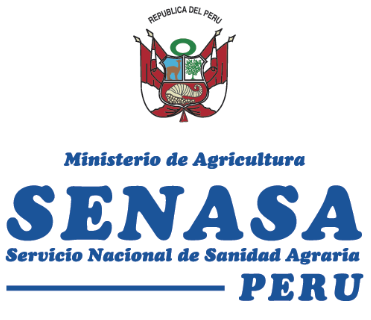 REPUBLICA DEL PERU
Ministerio de Agricultura
SENASA
Servicio Nacional de Sanidad Agraria
PERU